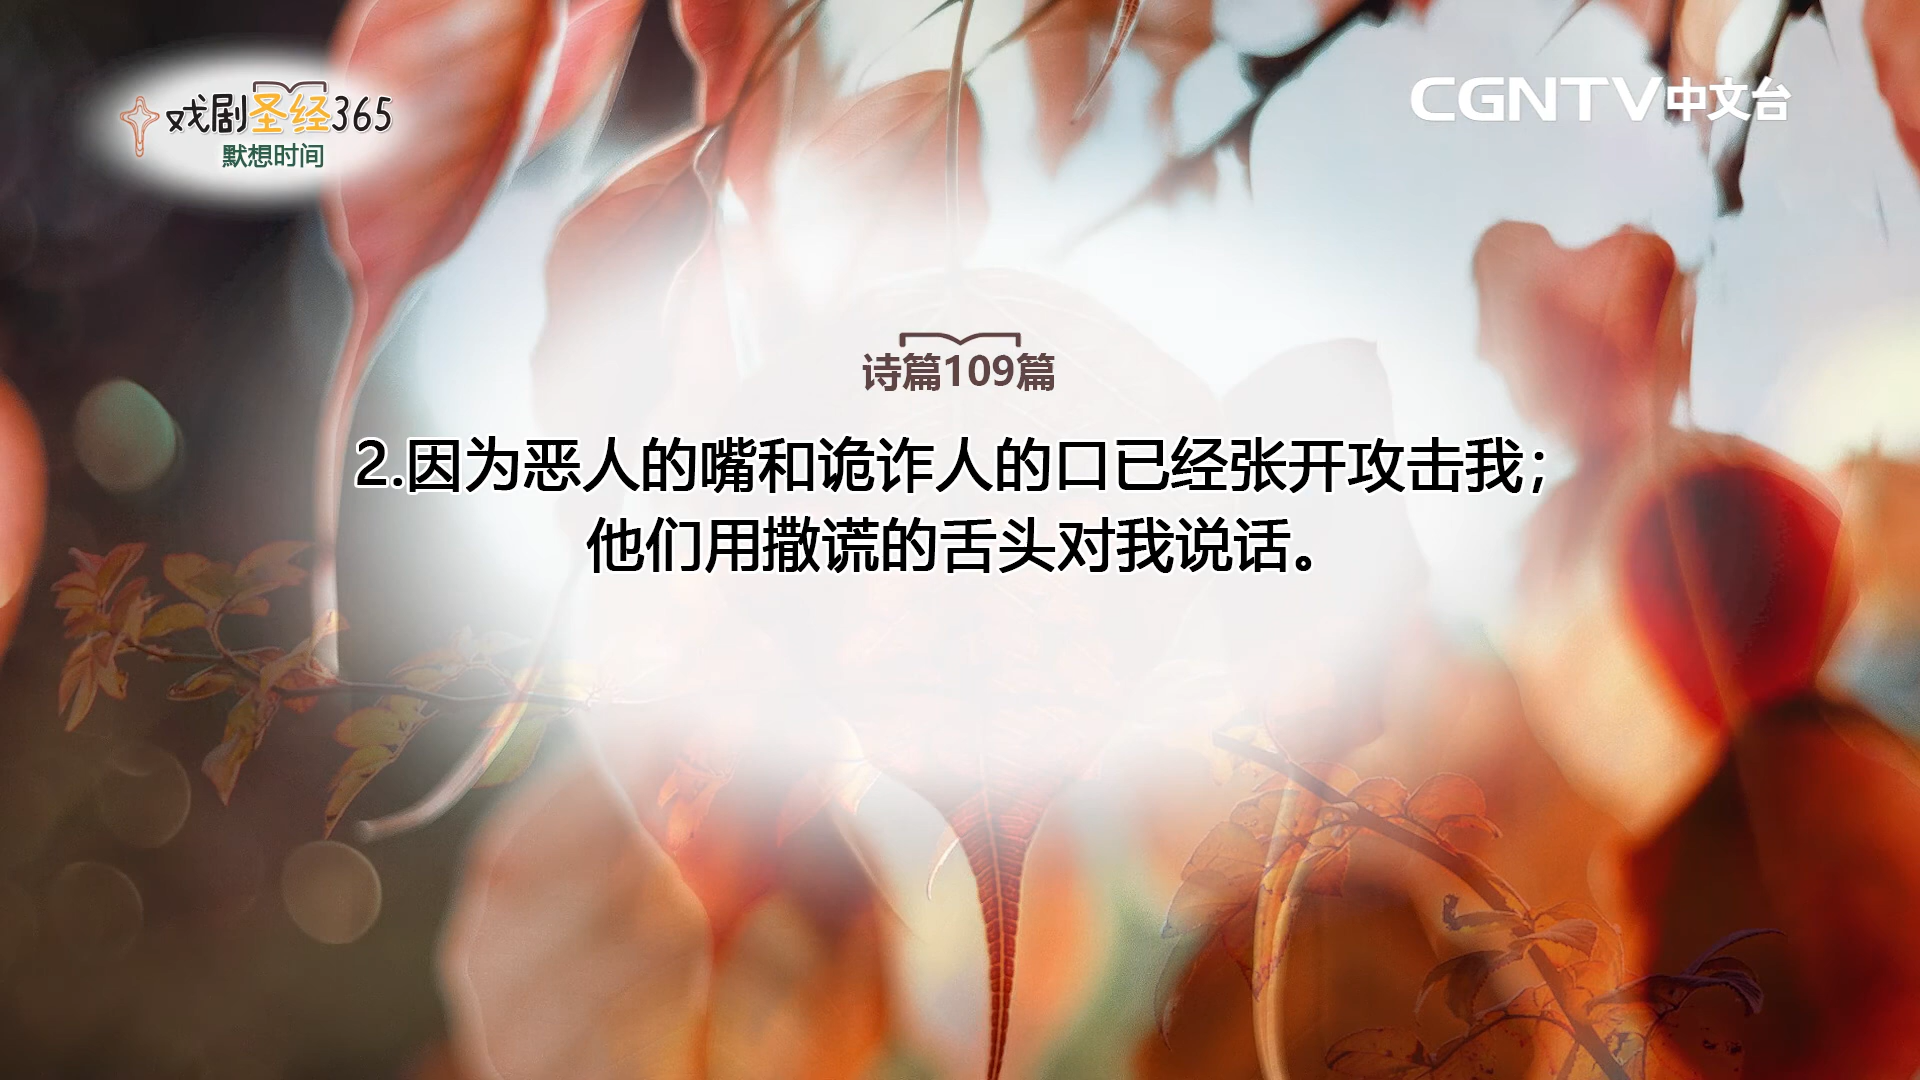 戏剧圣经365
默想时间
CGNTV中文台
诗篇109篇
2.因为恶人的嘴和诡诈人的口已经张开攻击我；
他们用撒谎的舌头对我说话。